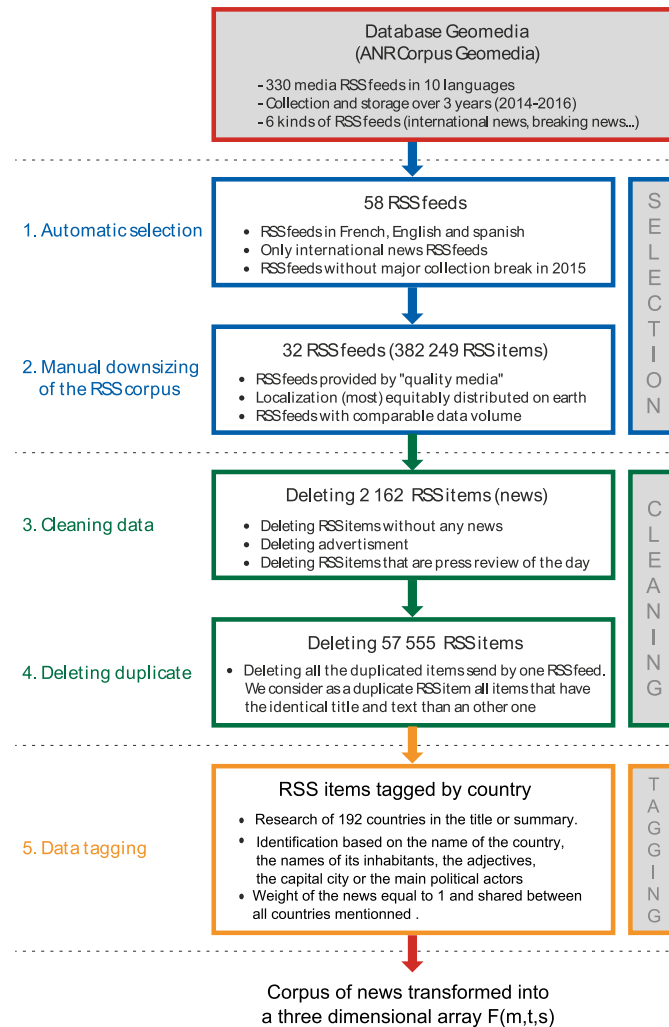 Database Geomedia
(ANR Corpus Geomedia)
- 330 media RSS feeds in 10 languages
- Collection and storage over 3 years (2014-2016)
- 6 kinds of RSS feeds (international news, breaking news...)
1. Automatic selection
58 RSS feeds
• RSS feeds in French, English and spanish
• Only international news RSS feeds
• RSS feeds without major collection break in 2015
SELECTION
2. Manual downsizing
of the RSS corpus
32 RSS feeds (382 249 RSS items)
• RSS feeds provided by "quality media"
• Localization (most) equitably distributed on earth
• RSS feeds with comparable data volume
3. Cleaning data
Deleting 2 162 RSS items (news)
• Deleting RSS items without any news
• Deleting advertisment
• Deleting RSS items that are press review of the day
CLEANING
4. Deleting duplicate
Deleting 57 555 RSS items
• Deleting all the duplicated items send by one RSS feed.
We consider as a duplicate RSS item all items that have
the identical title and text than an other one
5. Data tagging
RSS items tagged by country
• Research of 192 countries in the title or summary.
• Identification based on the name of the country,
the names of its inhabitants, the adjectives,
the capital city or the main political actors
• Weight of the news equal to 1 and shared between
all countries mentionned .
TAGGING
Corpus of news transformed into
a three dimensional array F(m,t,s)